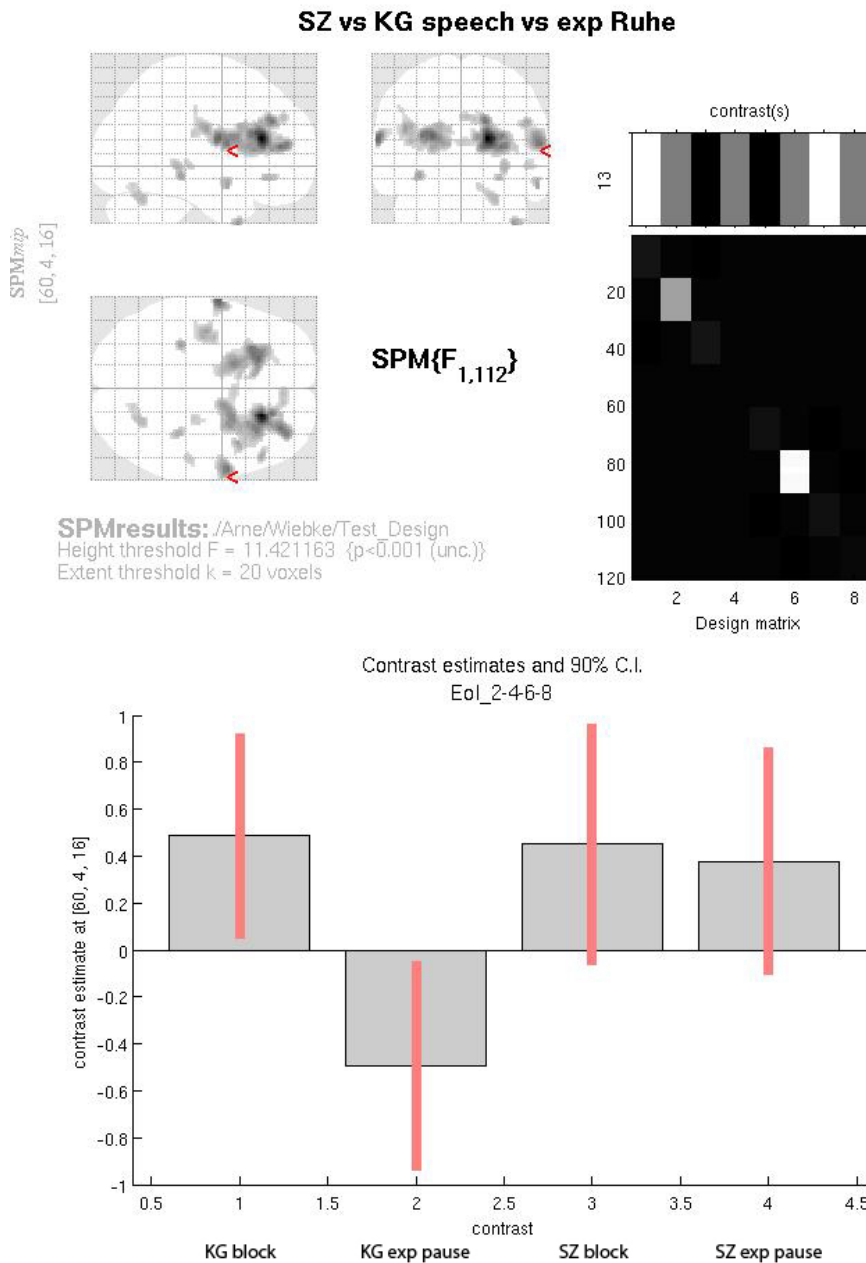 SZ vs KG speech vs exp Ruhe
SPMmip
[60, 4, 16]
<
<
<
SPM{F1,112}
contrast(s)
13
20
40
60
80
100
120
2 4 6 8
Design matrix
SPMresults: ./Arne/Wiebke/Test_Design
Height threshold F = 11.421163 {p<0.001 (unc.)}
Extent threshold k = 20 voxels
Contrast estimates and 90% C.I.
EoI_2-4-6-8
contrast estimate at [60, 4, 16]
1
0.8
0.6
0.4
0.2
0
-0.2
-0.4
-0.6
-0.8
-1
0.5 1 1.5 2 2.5 3 3.5 4 4.5
contrast
KG block KG exp pause SZ block SZ exp pause